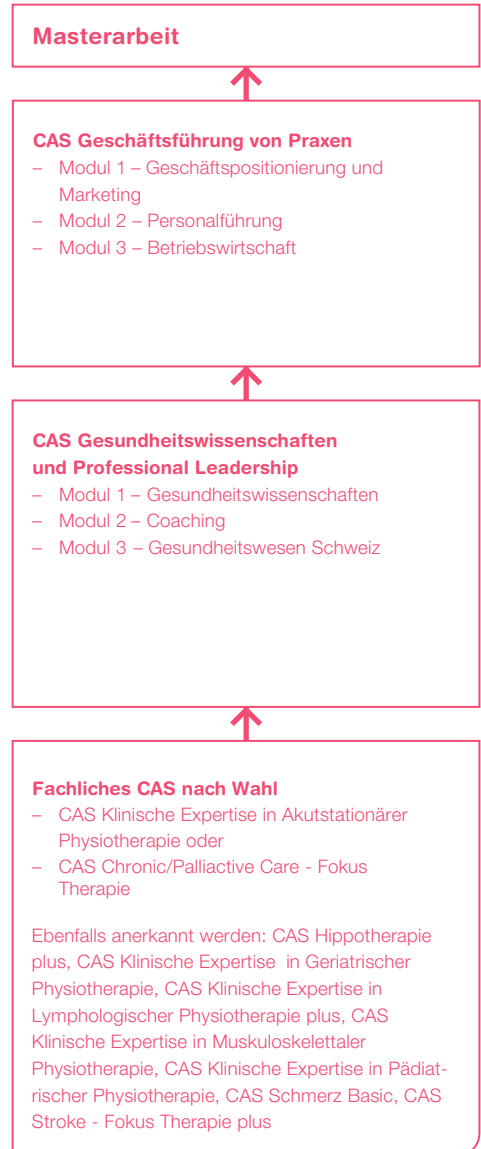 Masterarbeit
CAS Geschäftsführung von Praxen
– Modul 1 – Geschäftspositionierung und
Marketing
– Modul 2 – Personalführung
– Modul 3 – Betriebswirtschaft
CAS Gesundheitswissenschaften
und Professional Leadership
– Modul 1 – Gesundheitswissenschaften
– Modul 2 – Coaching
– Modul 3 – Gesundheitswesen Schweiz
Fachliches CAS nach Wahl
– CAS Klinische Expertise in Akutstationärer
Physiotherapie oder
– CAS Chronic/Palliactive Care - Fokus
Therapie
Ebenfalls anerkannt werden: CAS Hippotherapie
plus, CAS Klinische Expertise in Geriatrischer
Physiotherapie, CAS Klinische Expertise in
Lymphologischer Physiotherapie plus, CAS
Klinische Expertise in Muskuloskelettaler
Physiotherapie, CAS Klinische Expertise in Pädiat-
rischer Physiotherapie, CAS Schmerz Basic, CAS
Stroke - Fokus Therapie plus